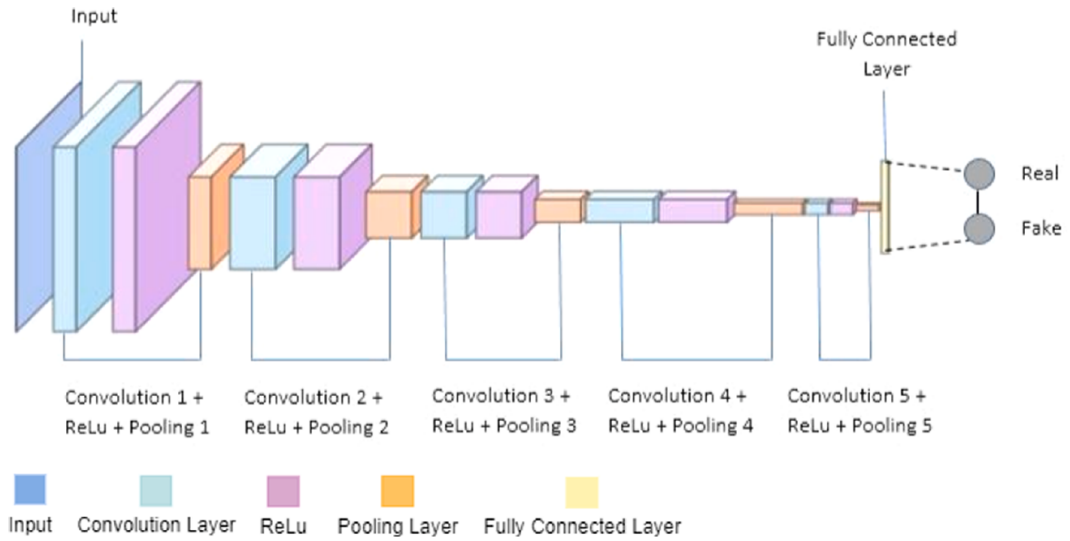 Input
Fully Connected
Layer
Real
Fake
Convolution 1 +
ReLu + Pooling 1
Convolution 2 +
ReLu + Pooling 2
Convolution 3 +
ReLu + Pooling 3
Convolution 4 +
ReLu + Pooling 4
Convolution 5 +
ReLu + Pooling 5
Input
Convolution Layer
ReLu
Pooling Layer
Fully Connected Layer